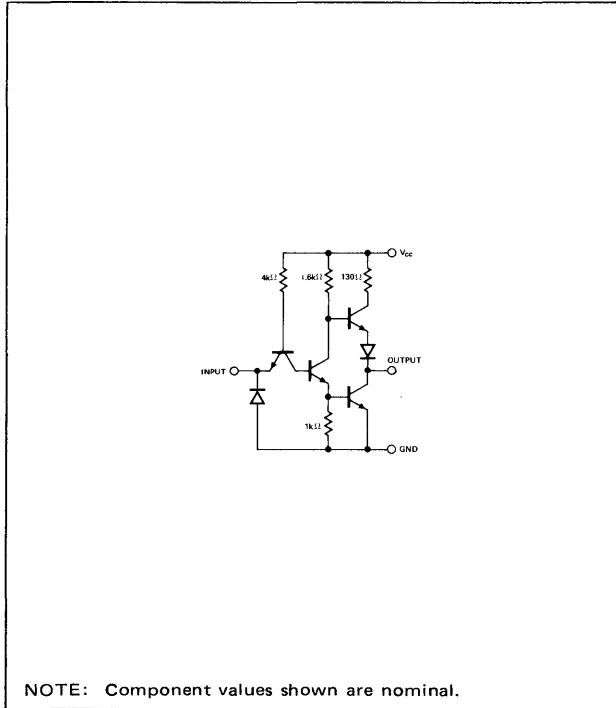 Vcc
4kΩ
1.6kΩ
130Ω
INPUT
OUTPUT
1kΩ
GND
NOTE: Component values shown are nominal.